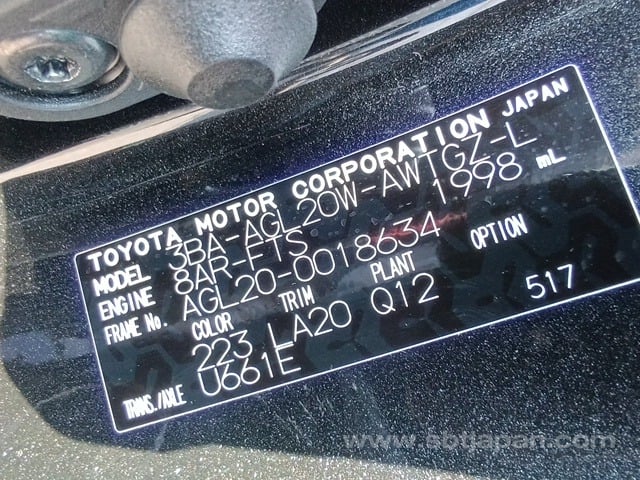 TOYOTA MOTOR CORPORATION JAPAN
MODEL 3BA-AGL20W-AWTGZ-L
ENGINE 8AR-FTS 1998 mL
FRAME No. AGL20-0018634
COLOR TRIM PLANT OPTION
223 LA20 Q12 517
TRANS./AXLE U661E
www.sbtjapan.com